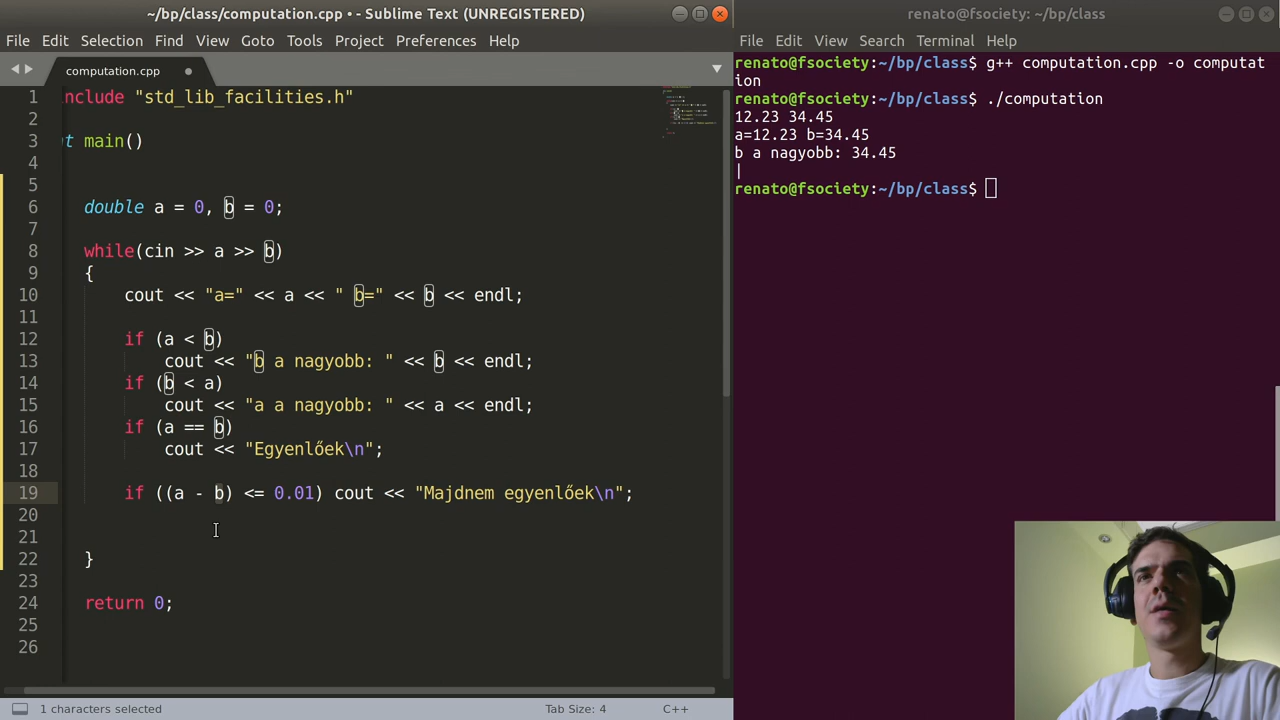 ~/bp/class/computation.cpp • - Sublime Text (UNREGISTERED)
File Edit Selection Find View Goto Tools Project Preferences Help
computation.cpp
1 include "std_lib_facilities.h"
2
3 t main()
4
5
6 double a = 0, b = 0;
7
8 while(cin >> a >> b)
9 {
10 cout << "a=" << a << " b=" << b << endl;
11
12 if (a < b)
13 cout << "b a nagyobb: " << b << endl;
14 if (b < a)
15 cout << "a a nagyobb: " << a << endl;
16 if (a == b)
17 cout << "Egyenlőek\n";
18
19 if ((a - b) <= 0.01) cout << "Majdnem egyenlőek\n";
20
21
22 }
23
24 return 0;
25
26
1 characters selected
Tab Size: 4
C++
renato@fsociety: ~/bp/class
File Edit View Search Terminal Help
renato@fsociety:~/bp/class$ g++ computation.cpp -o computat
ion
renato@fsociety:~/bp/class$ ./computation
12.23 34.45
a=12.23 b=34.45
b a nagyobb: 34.45
|
renato@fsociety:~/bp/class$